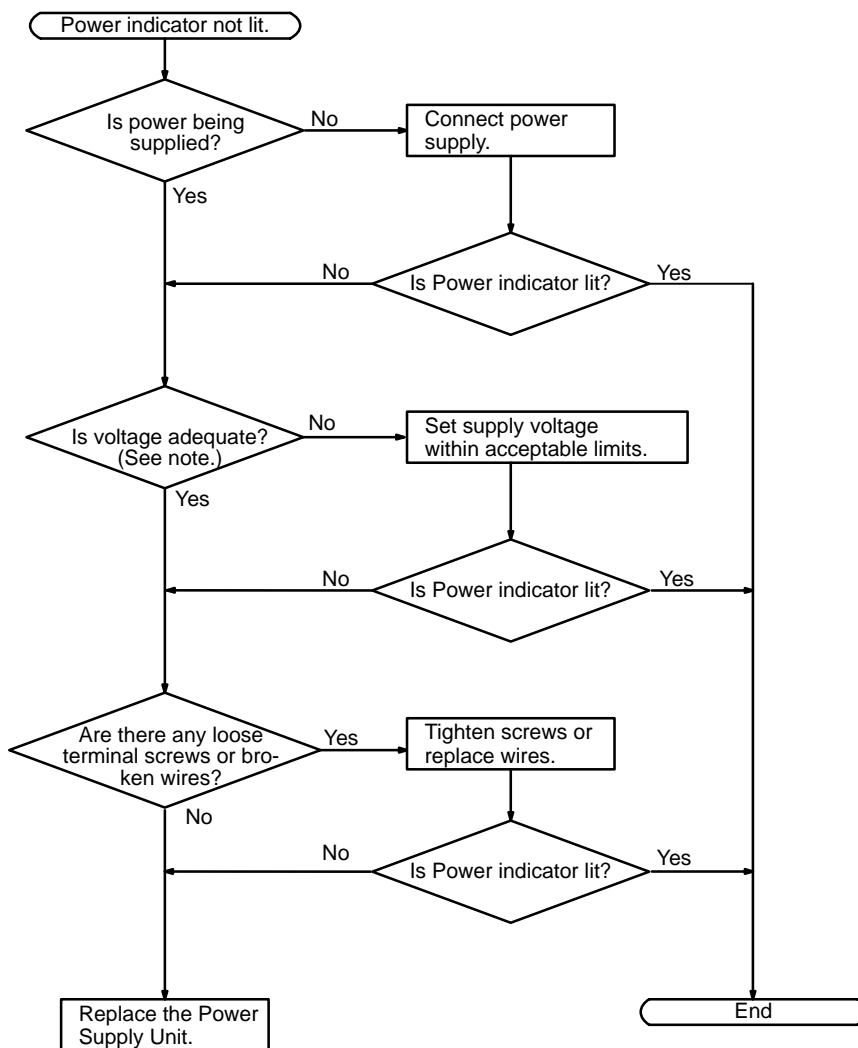 Power indicator not lit.
Is power being
supplied?
No
Connect power
supply.
Yes
No
Is Power indicator lit?
Yes
Is voltage adequate?
(See note.)
No
Set supply voltage
within acceptable limits.
Yes
No
Is Power indicator lit?
Yes
Are there any loose
terminal screws or bro-
ken wires?
Yes
Tighten screws or
replace wires.
No
No
Is Power indicator lit?
Yes
Replace the Power
Supply Unit.
End